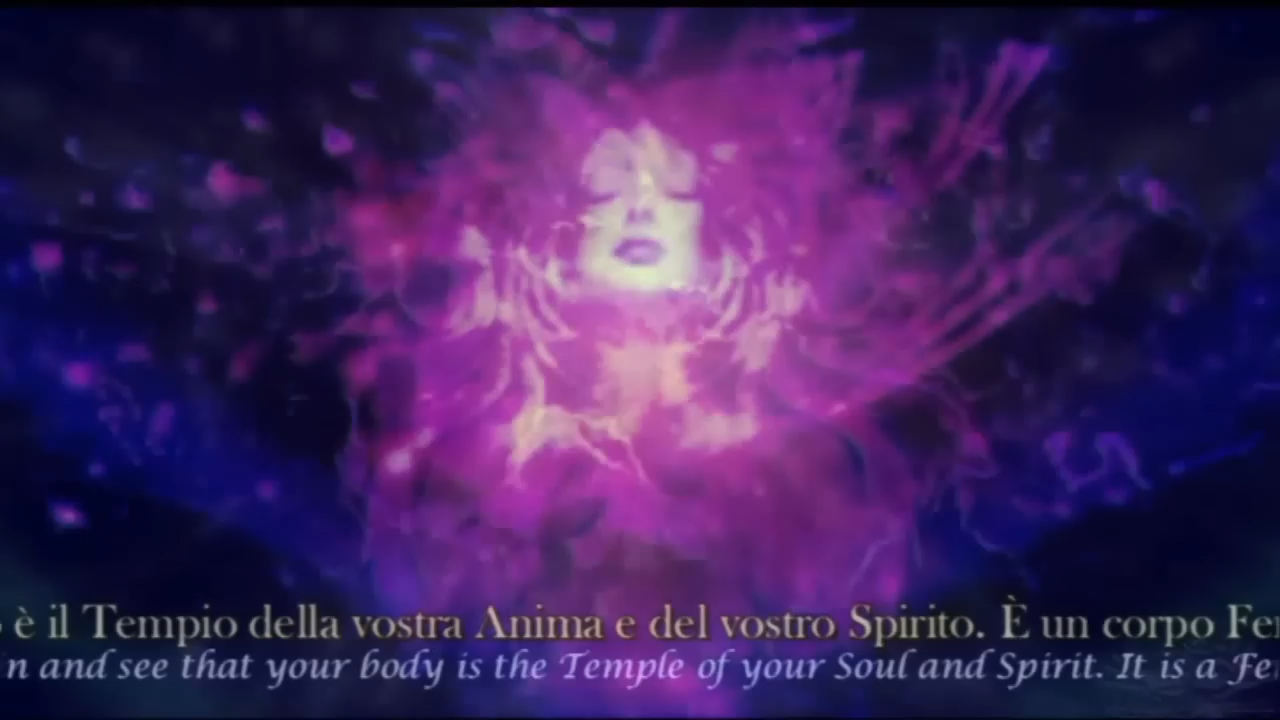 è il Tempio della vostra Anima e del vostro Spirito. È un corpo
and see that your body is the Temple of your Soul and Spirit. It is a